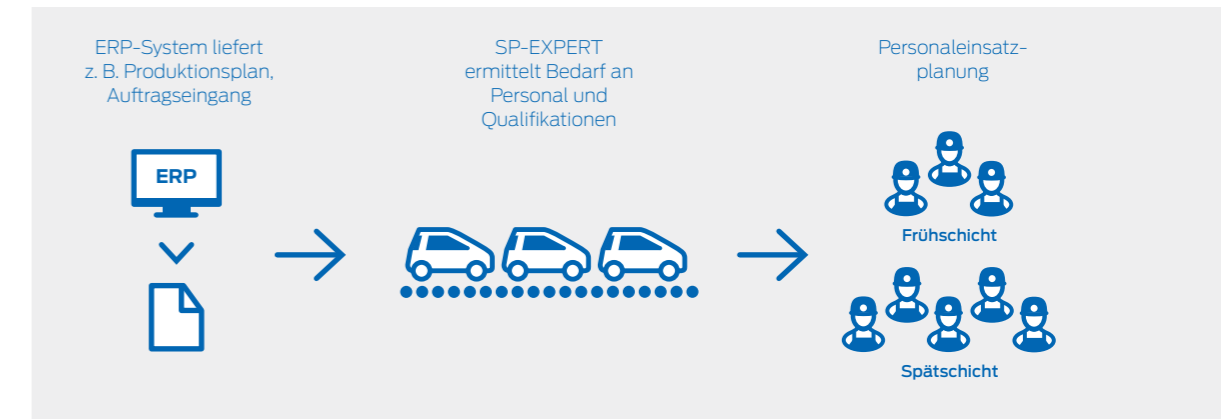 ERP-System liefert
z. B. Produktionsplan,
Auftragseingang
ERP
SP-EXPERT
ermittelt Bedarf an
Personal und
Qualifikationen
Personaleinsatz-
planung
Frühschicht
Spätschicht